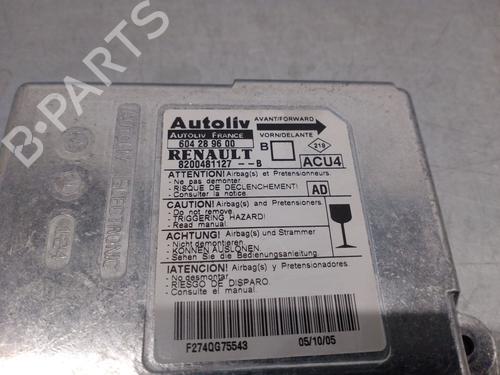 B-PARTS
Autoliv
AUTOLIV FRANCE
604 28 96 00
RENAULT
8200481127 --B
AVANT/FORWARD
VORN/DELANTE
B
219
ACU4
ATTENTION! Airbag(s) et Pretensionneurs.
- Ne pas demonter.
- RISQUE DE DECLENCHEMENT!
- Consulter la notice.
AD
CAUTION! Airbag(s) and Pretensioners
- Do not remove.
- TRIGGERING HAZARD!
- Read manual.
ACHTUNG! Airbag(s) und Strammer
- Nicht demontieren.
- KÖNNEN AUSLÖSEN.
- Sehen Sie die Bedienungsanleitung.
¡ATENCION! Airbag(s) y Pretensionadores.
- No desmontar.
- RIESGO DE DISPARO.
- Consulte el manual.
F274QG75543
05/10/05